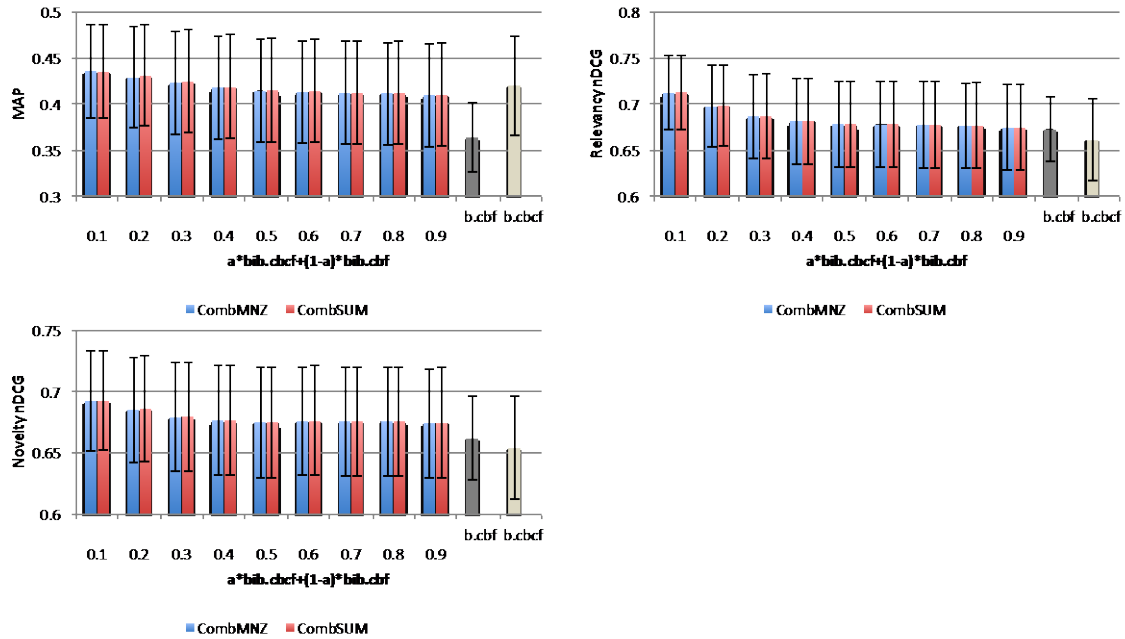 0.5
0.45
0.4
0.35
0.3
MAP
b.cbf b.cbcf
0.1 0.2 0.3 0.4 0.5 0.6 0.7 0.8 0.9
a*bib.cbcf+(1-a)*bib.cbf
CombMNZ CombSUM
0.8
0.75
0.7
0.65
0.6
Relevancy nDCG
b.cbf b.cbcf
0.1 0.2 0.3 0.4 0.5 0.6 0.7 0.8 0.9
a*bib.cbcf+(1-a)*bib.cbf
CombMNZ CombSUM
0.75
0.7
0.65
0.6
Novelty nDCG
b.cbf b.cbcf
0.1 0.2 0.3 0.4 0.5 0.6 0.7 0.8 0.9
a*bib.cbcf+(1-a)*bib.cbf
CombMNZ CombSUM